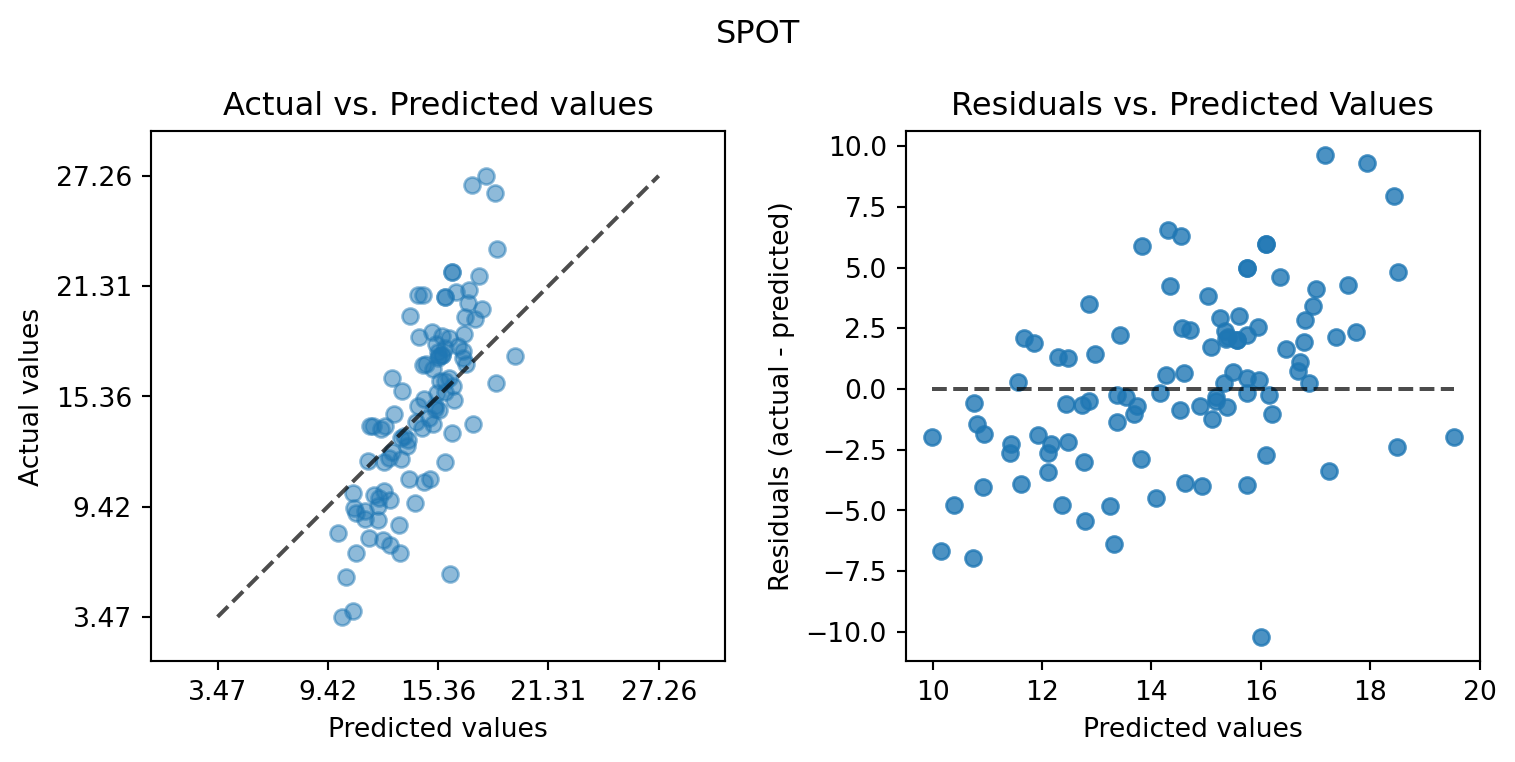 SPOT
Actual vs. Predicted values
27.26
21.31
15.36
9.42
3.47
Actual values
3.47 9.42 15.36 21.31 27.26
Predicted values
Residuals vs. Predicted Values
10.0
7.5
5.0
2.5
0.0
−2.5
−5.0
−7.5
−10.0
Residuals (actual - predicted)
10 12 14 16 18 20
Predicted values